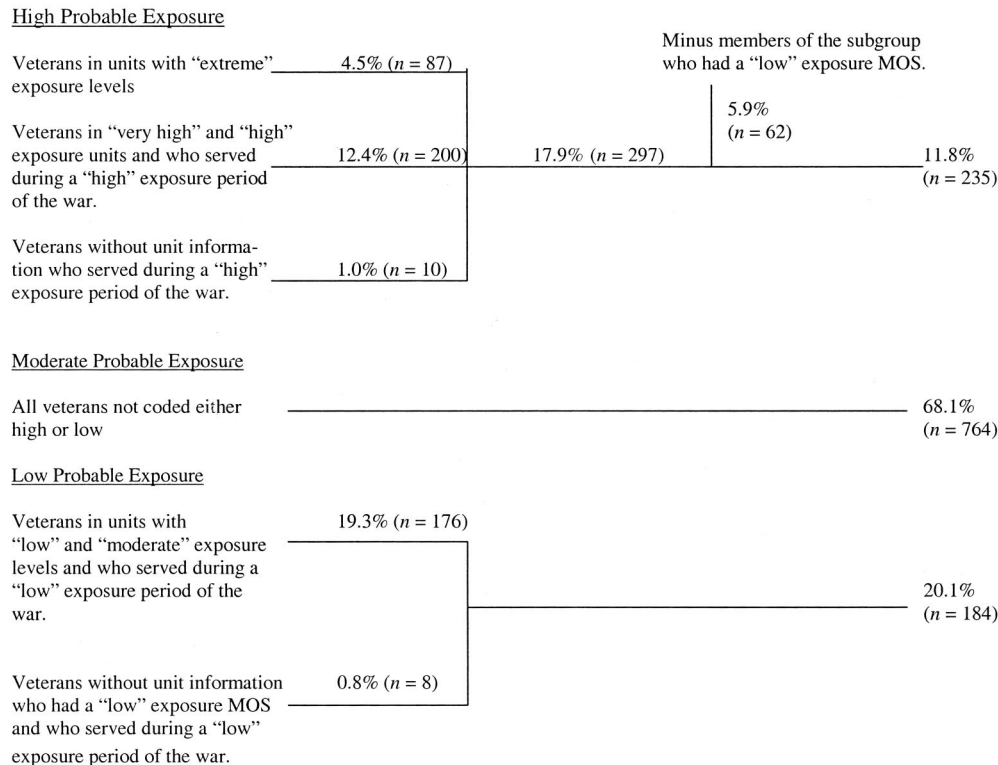 High Probable Exposure
Minus members of the subgroup
who had a “low” exposure MOS.
Veterans in units with “extreme”
exposure levels
4.5% (n = 87)
5.9%
(n = 62)
Veterans in “very high” and “high”
exposure units and who served
during a “high” exposure period
of the war.
12.4% (n = 200)
17.9% (n = 297)
11.8%
(n = 235)
Veterans without unit informa-
tion who served during a “high”
exposure period of the war.
1.0% (n = 10)
Moderate Probable Exposure
All veterans not coded either
high or low
68.1%
(n = 764)
Low Probable Exposure
Veterans in units with
“low” and “moderate” exposure
levels and who served during a
“low” exposure period of the
war.
19.3% (n = 176)
20.1%
(n = 184)
Veterans without unit information
who had a “low” exposure MOS
and who served during a “low”
exposure period of the war.
0.8% (n = 8)